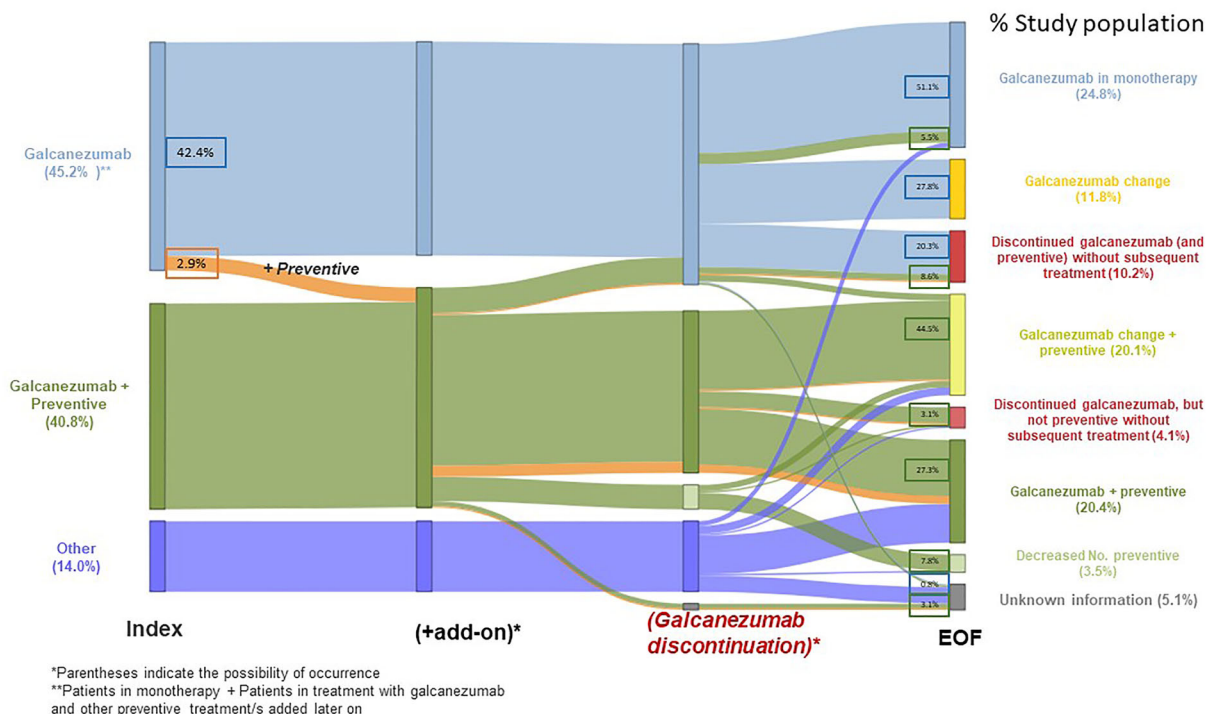 % Study population
Galcanezumab
(45.2% )**
42.4%
2.9%
+ Preventive
Galcanezumab +
Preventive
(40.8%)
Other
(14.0%)
51.1%
5.5%
27.8%
20.3%
8.6%
44.5%
3.1%
27.3%
7.8%
0.8%
3.1%
Galcanezumab in monotherapy
(24.8%)
Galcanezumab change
(11.8%)
Discontinued galcanezumab (and
preventive) without subsequent
treatment (10.2%)
Galcanezumab change +
preventive (20.1%)
Discontinued galcanezumab, but
not preventive without
subsequent treatment (4.1%)
Galcanezumab + preventive
(20.4%)
Decreased No. preventive
(3.5%)
Unknown information (5.1%)
Index
(+add-on)*
(Galcanezumab
discontinuation)*
EOF
*Parentheses indicate the possibility of occurrence
**Patients in monotherapy + Patients in treatment with galcanezumab
and other preventive treatment/s added later on